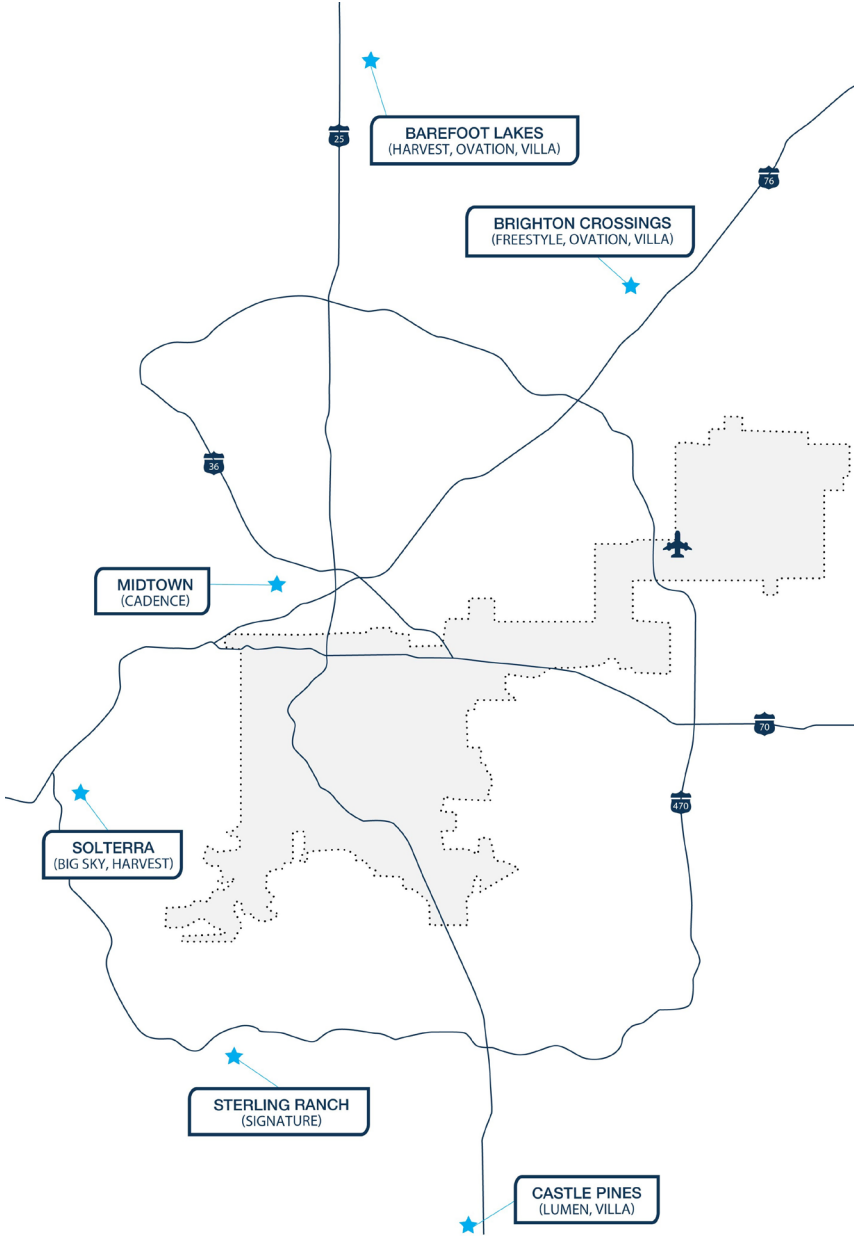 BAREFOOT LAKES
(HARVEST, OVATION, VILLA)
25
76
BRIGHTON CROSSINGS
(FREESTYLE, OVATION, VILLA)
36
MIDTOWN
(CADENCE)
70
470
SOLTERRA
(BIG SKY, HARVEST)
STERLING RANCH
(SIGNATURE)
CASTLE PINES
(LUMEN, VILLA)